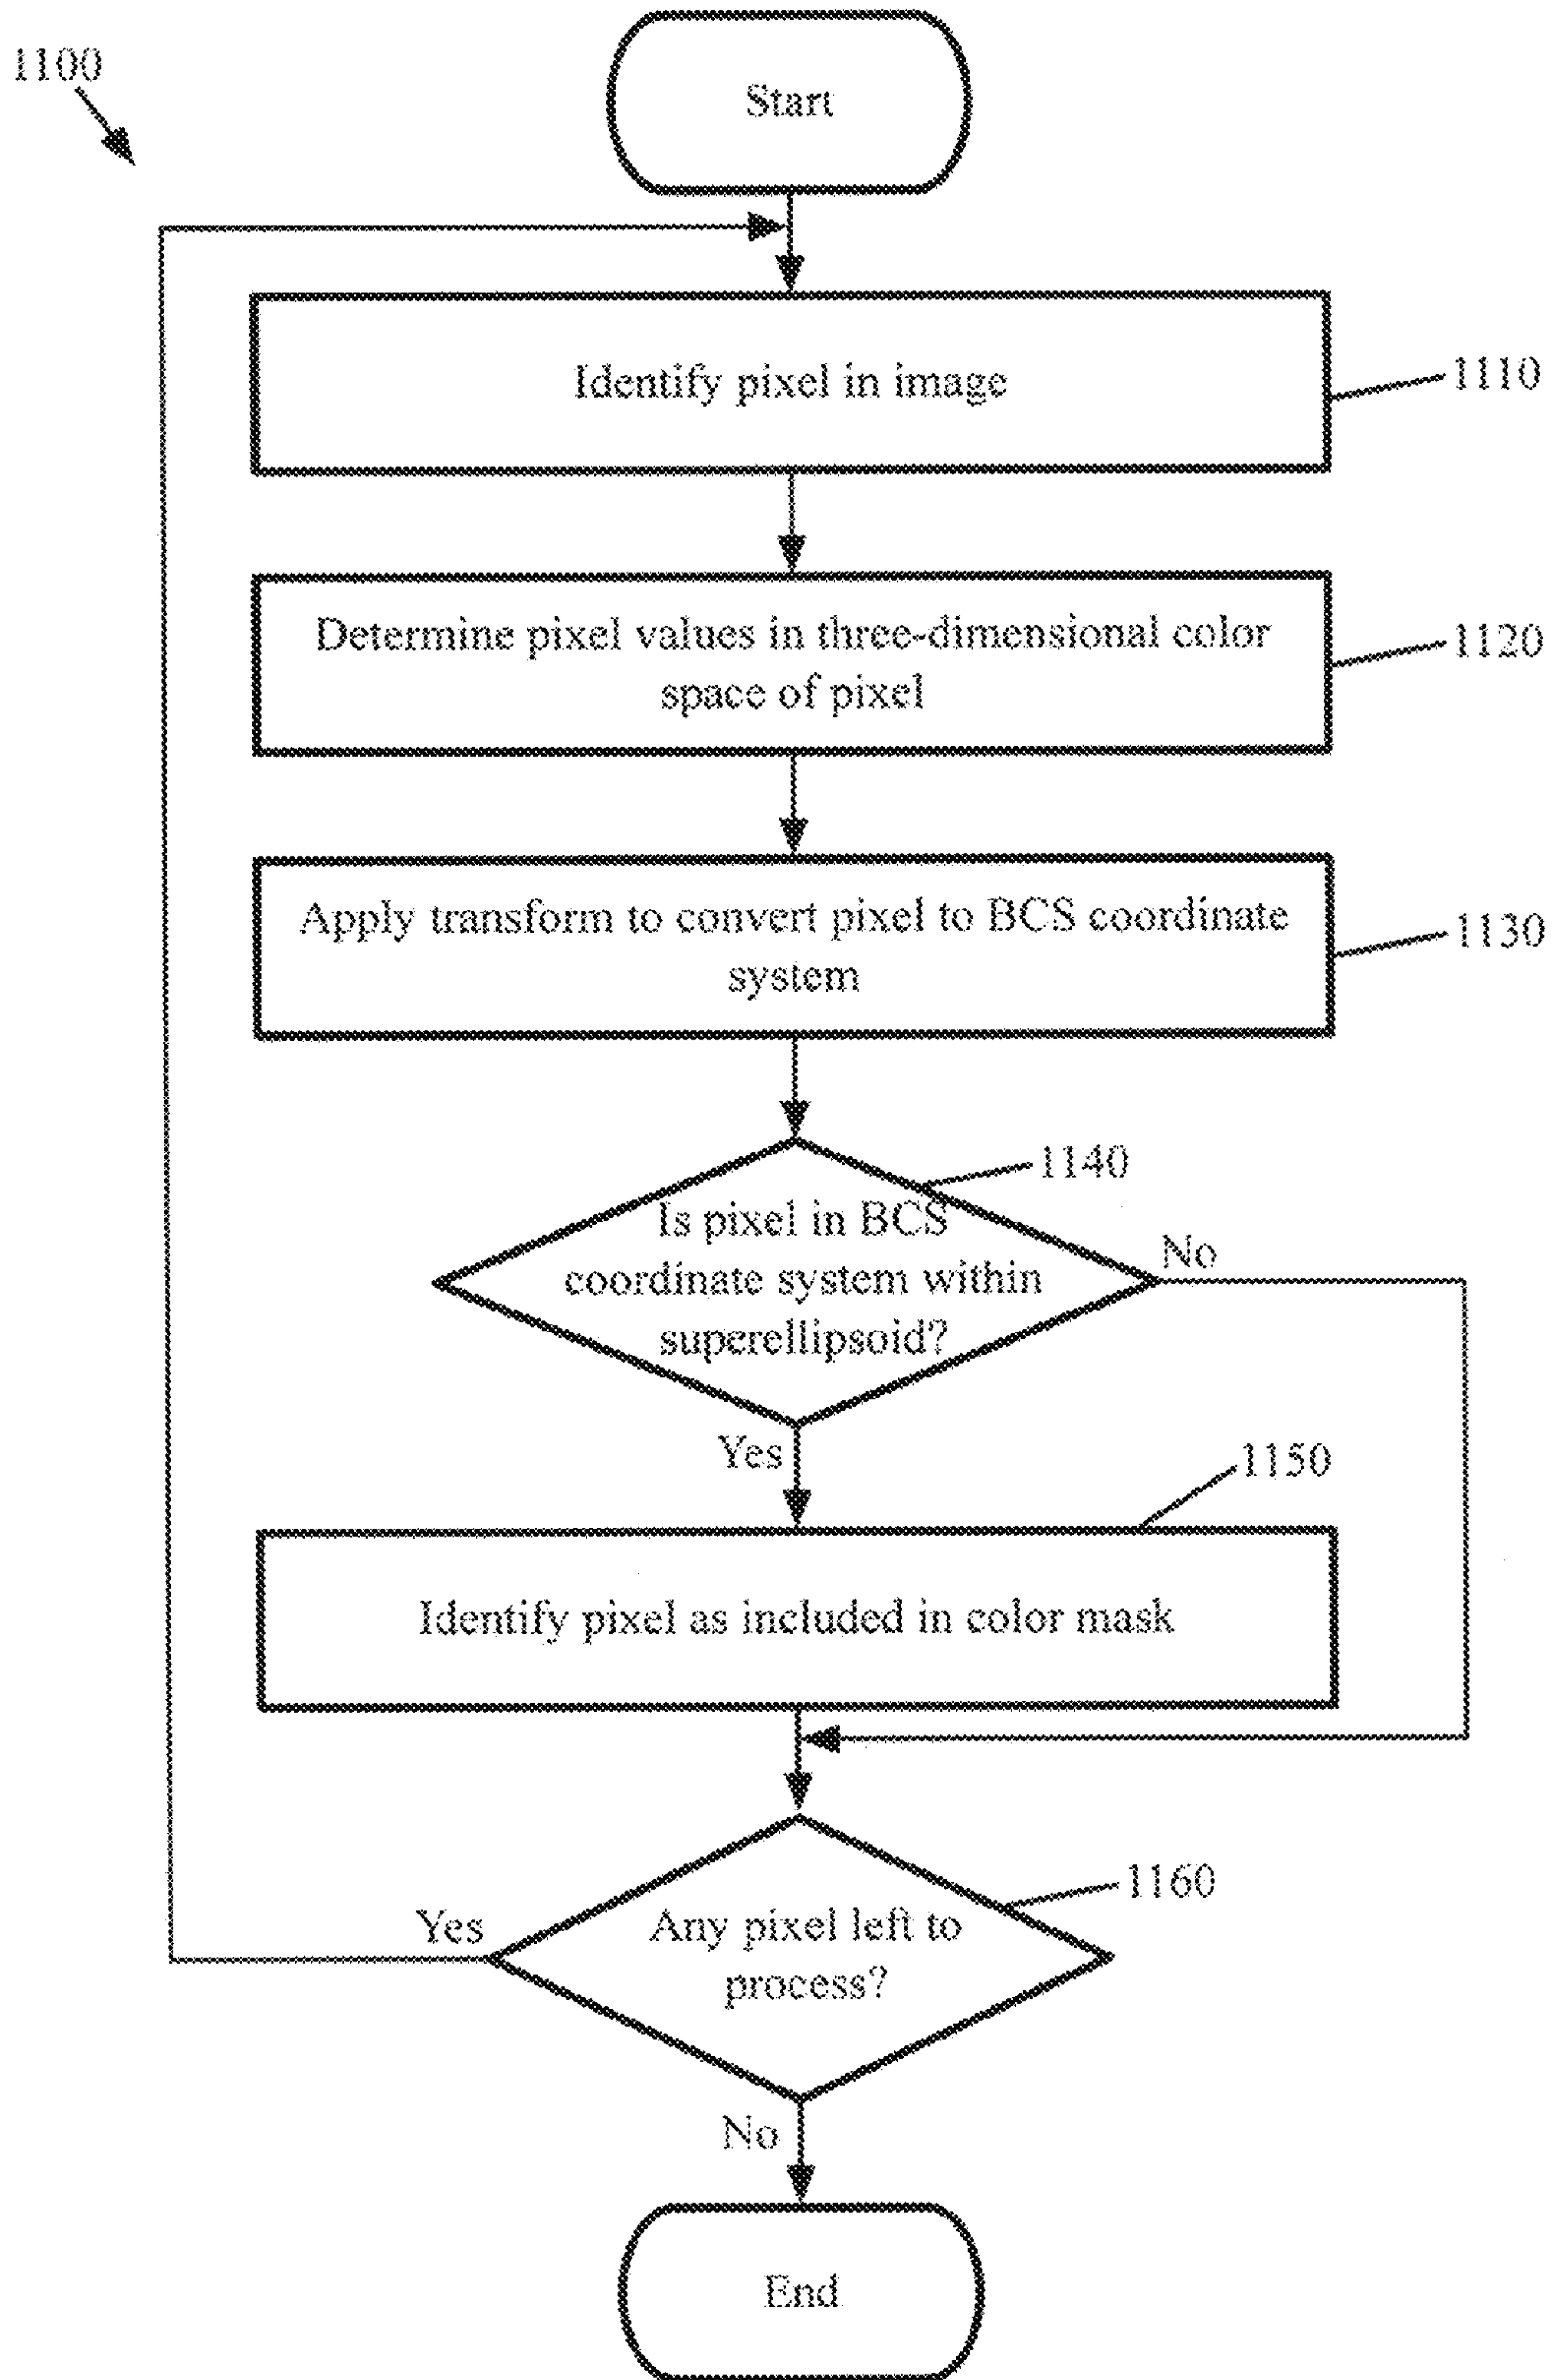 1100
Start
Identify pixel in image
1110
Determine pixel values in three-dimensional color
space of pixel
1120
Apply transform to convert pixel to BCS coordinate
system
1130
1140
Is pixel in BCS
coordinate system within
superellipsoid?
No
Yes
1150
Identify pixel as included in color mask
1160
Yes
Any pixel left to
process?
No
End